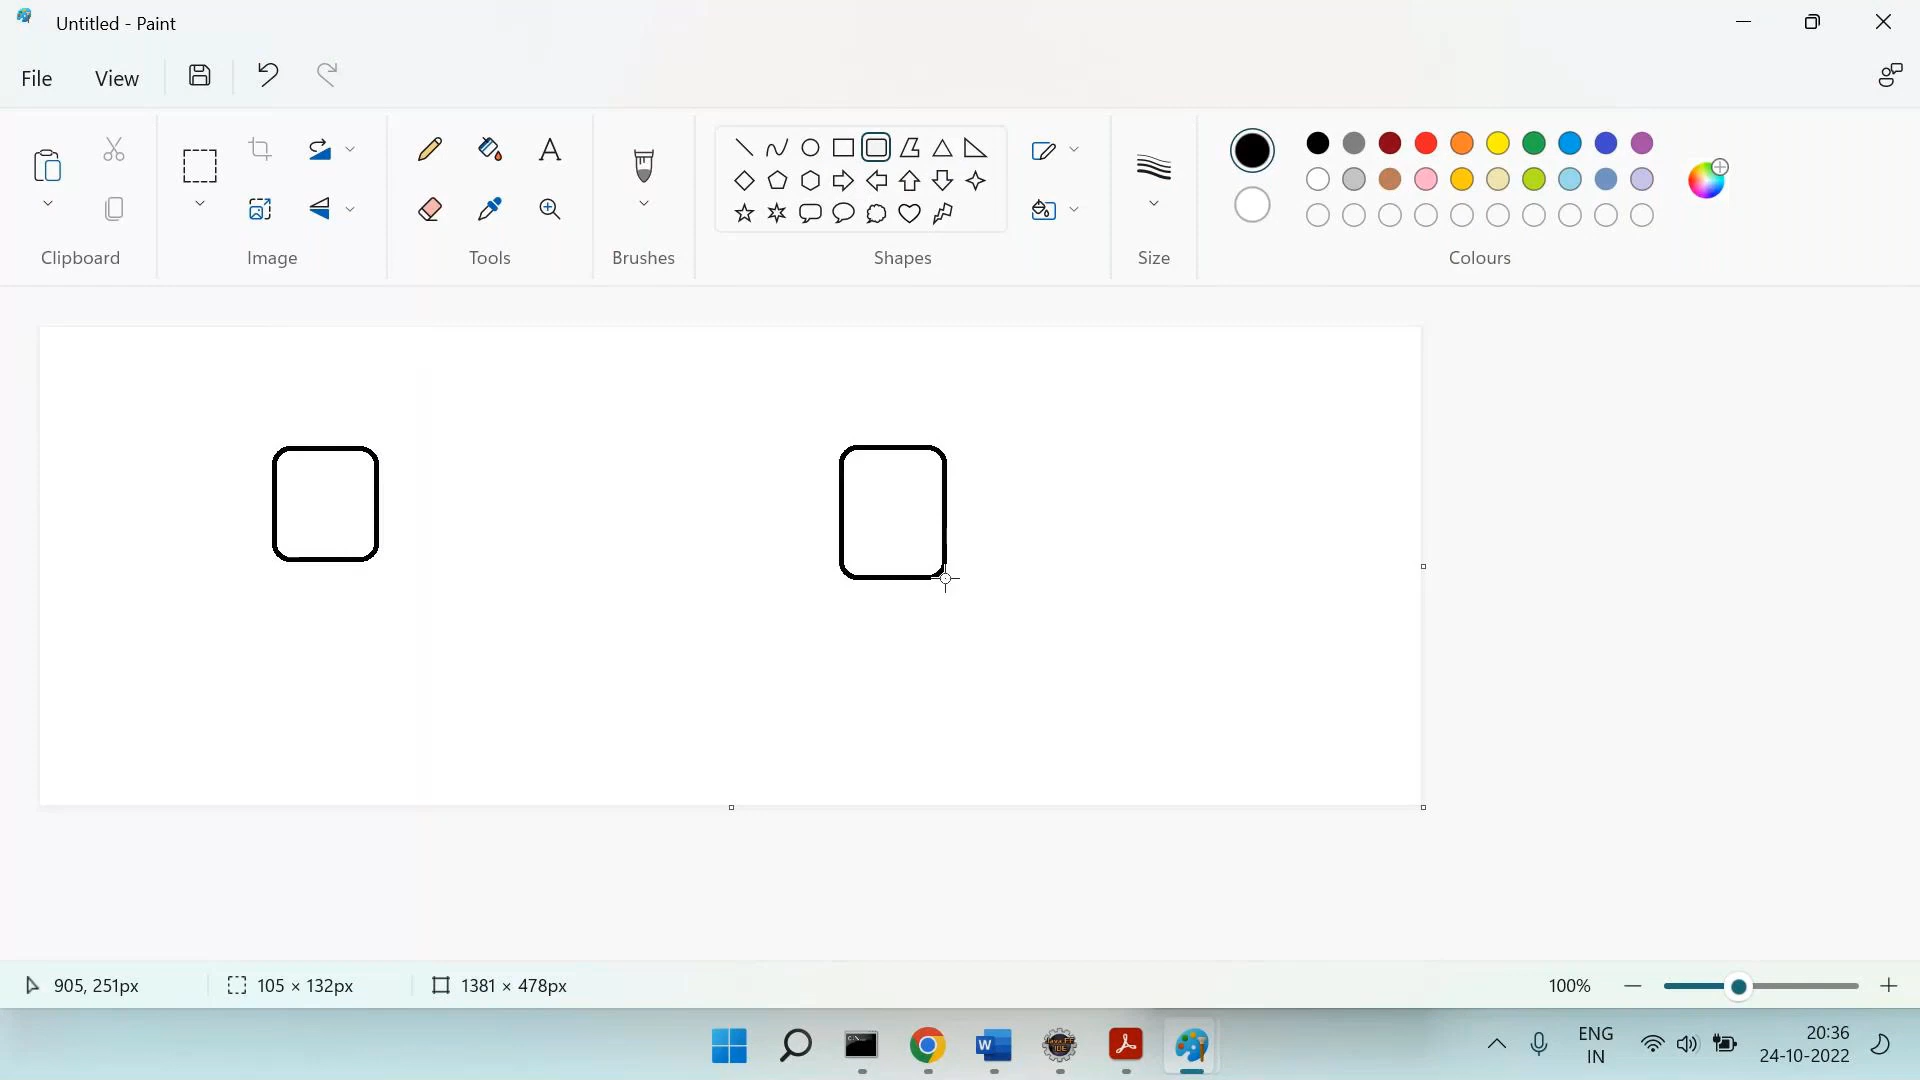 Untitled - Paint
File View
Clipboard
Image
Tools
Brushes
Shapes
Size
Colours
905, 251px
105 × 132px
1381 × 478px
100%
ENG
IN
20:36
24-10-2022